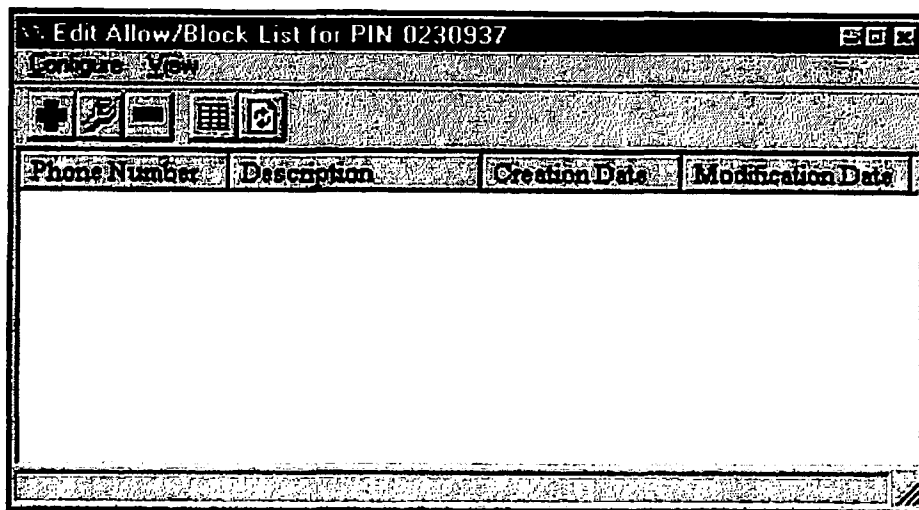 Edit Allow/Block List for PIN 0230937
Configure View
Phone Number Description Creation Date Modification Date